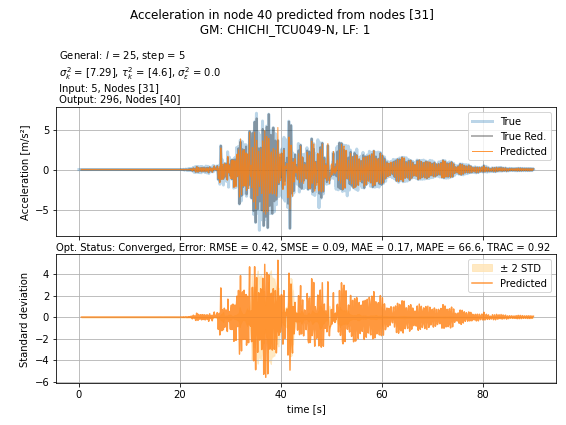 Acceleration in node 40 predicted from nodes [31]
GM: CHICHI_TCU049-N, LF: 1
General: l = 25, step = 5
σ²ₖ = [7.29], τ²ₖ = [4.6], σ²ε = 0.0
Input: 5, Nodes [31]
Output: 296, Nodes [40]
Acceleration [m/s²]
5
0
−5
True
True Red.
Predicted
Opt. Status: Converged, Error: RMSE = 0.42, SMSE = 0.09, MAE = 0.17, MAPE = 66.6, TRAC = 0.92
Standard deviation
4
2
0
−2
−4
−6
± 2 STD
Predicted
0 20 40 60 80
time [s]